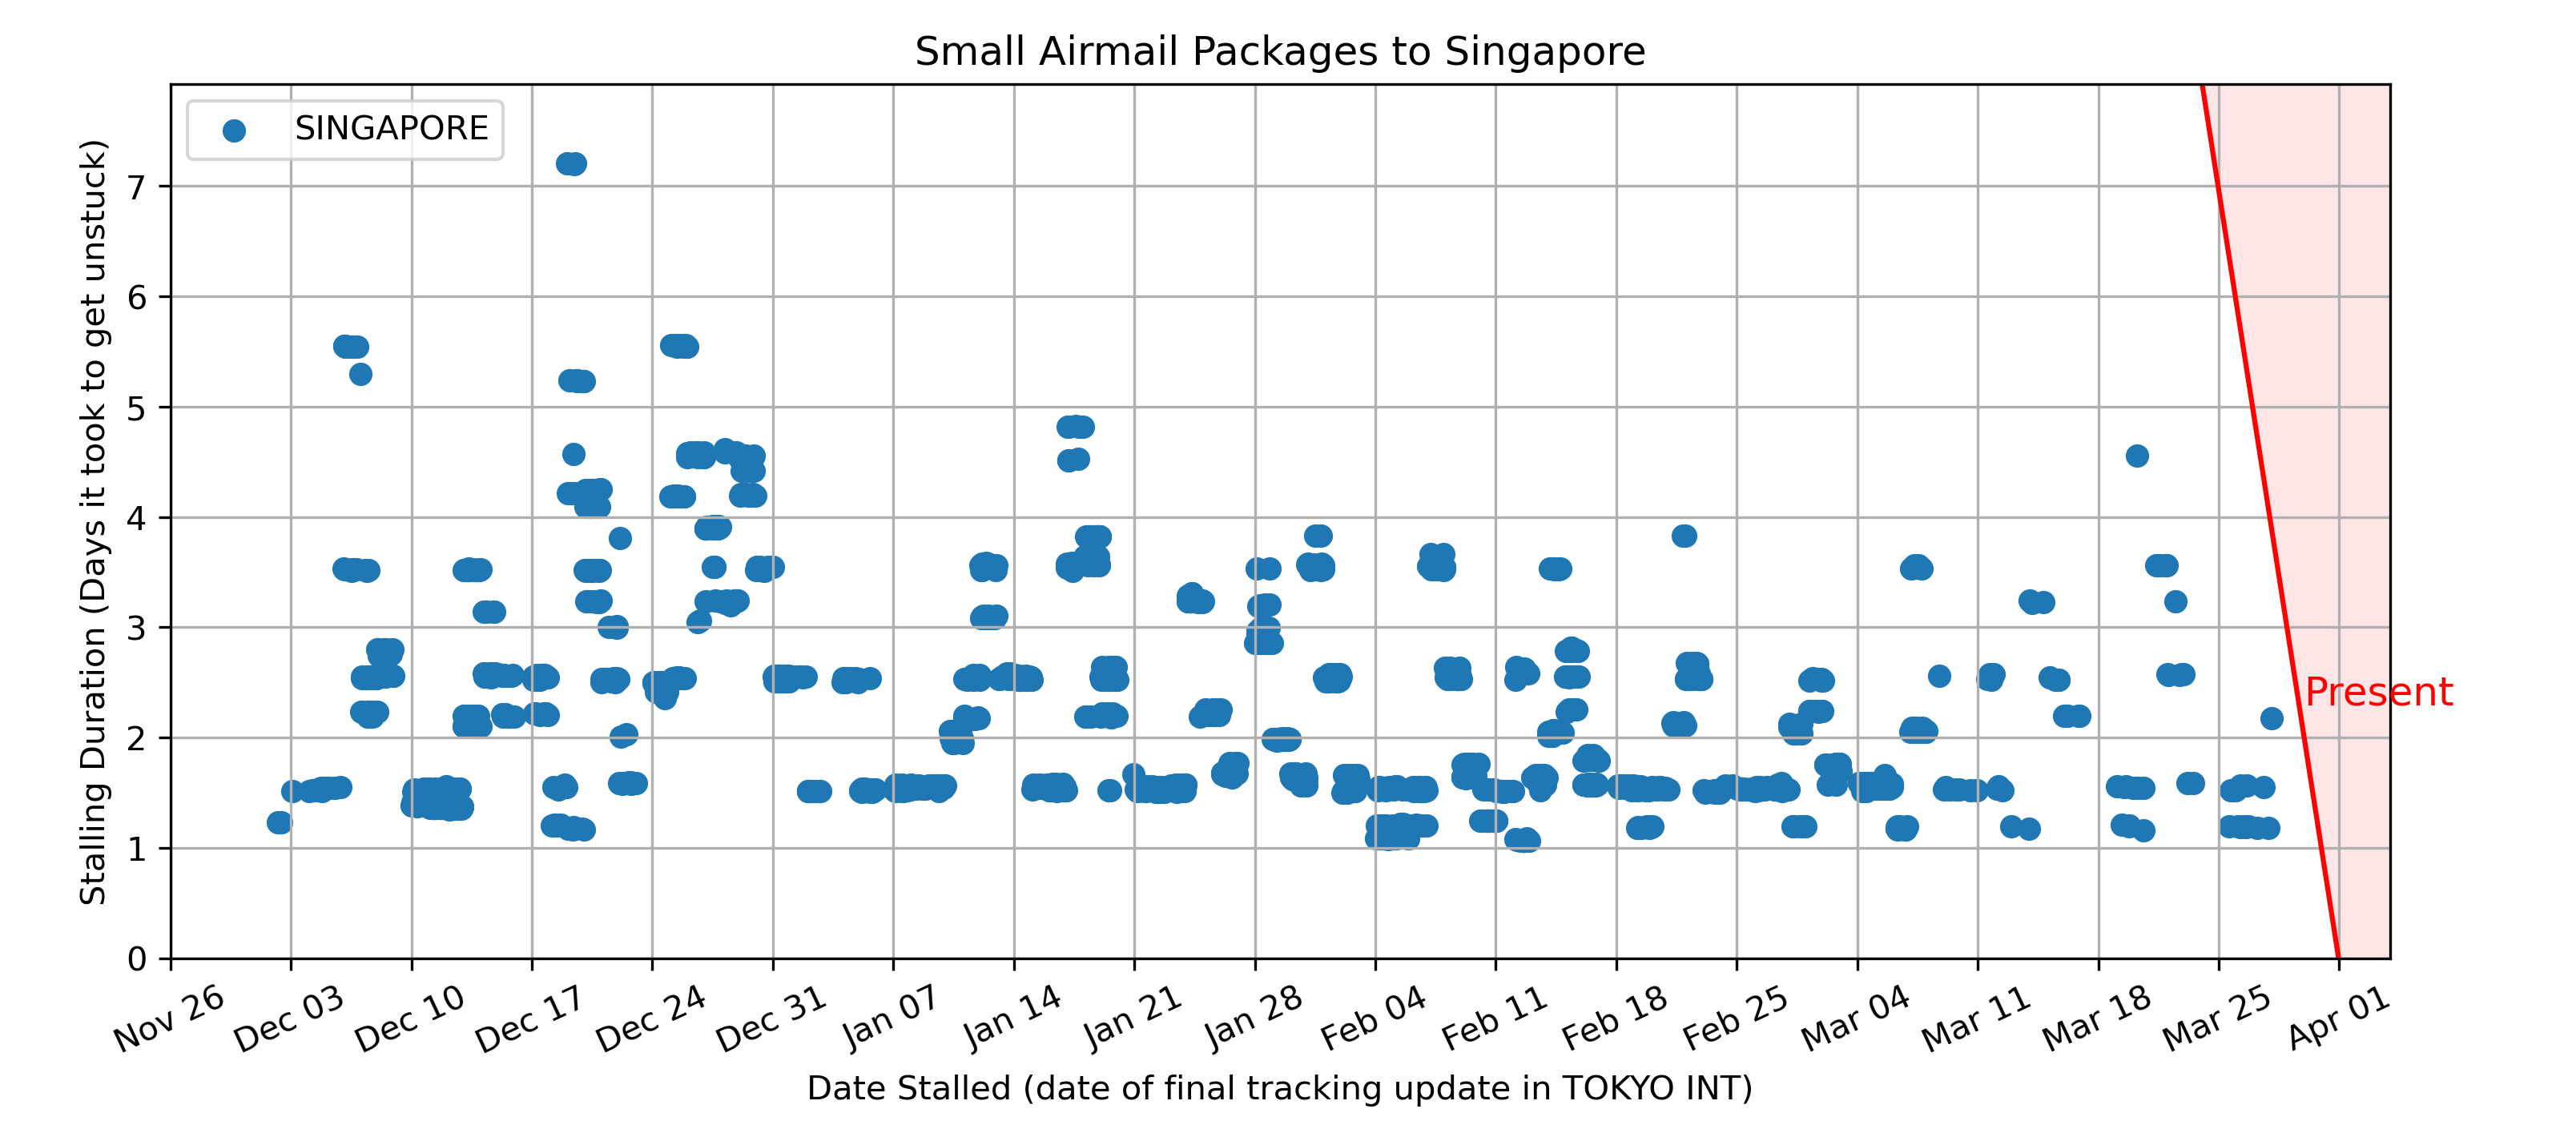 Small Airmail Packages to Singapore
SINGAPORE
Stalling Duration (Days it took to get unstuck)
7
6
5
4
3
2
1
0
Present
Nov 26
Dec 03
Dec 10
Dec 17
Dec 24
Dec 31
Jan 07
Jan 14
Jan 21
Jan 28
Feb 04
Feb 11
Feb 18
Feb 25
Mar 04
Mar 11
Mar 18
Mar 25
Apr 01
Date Stalled (date of final tracking update in TOKYO INT)